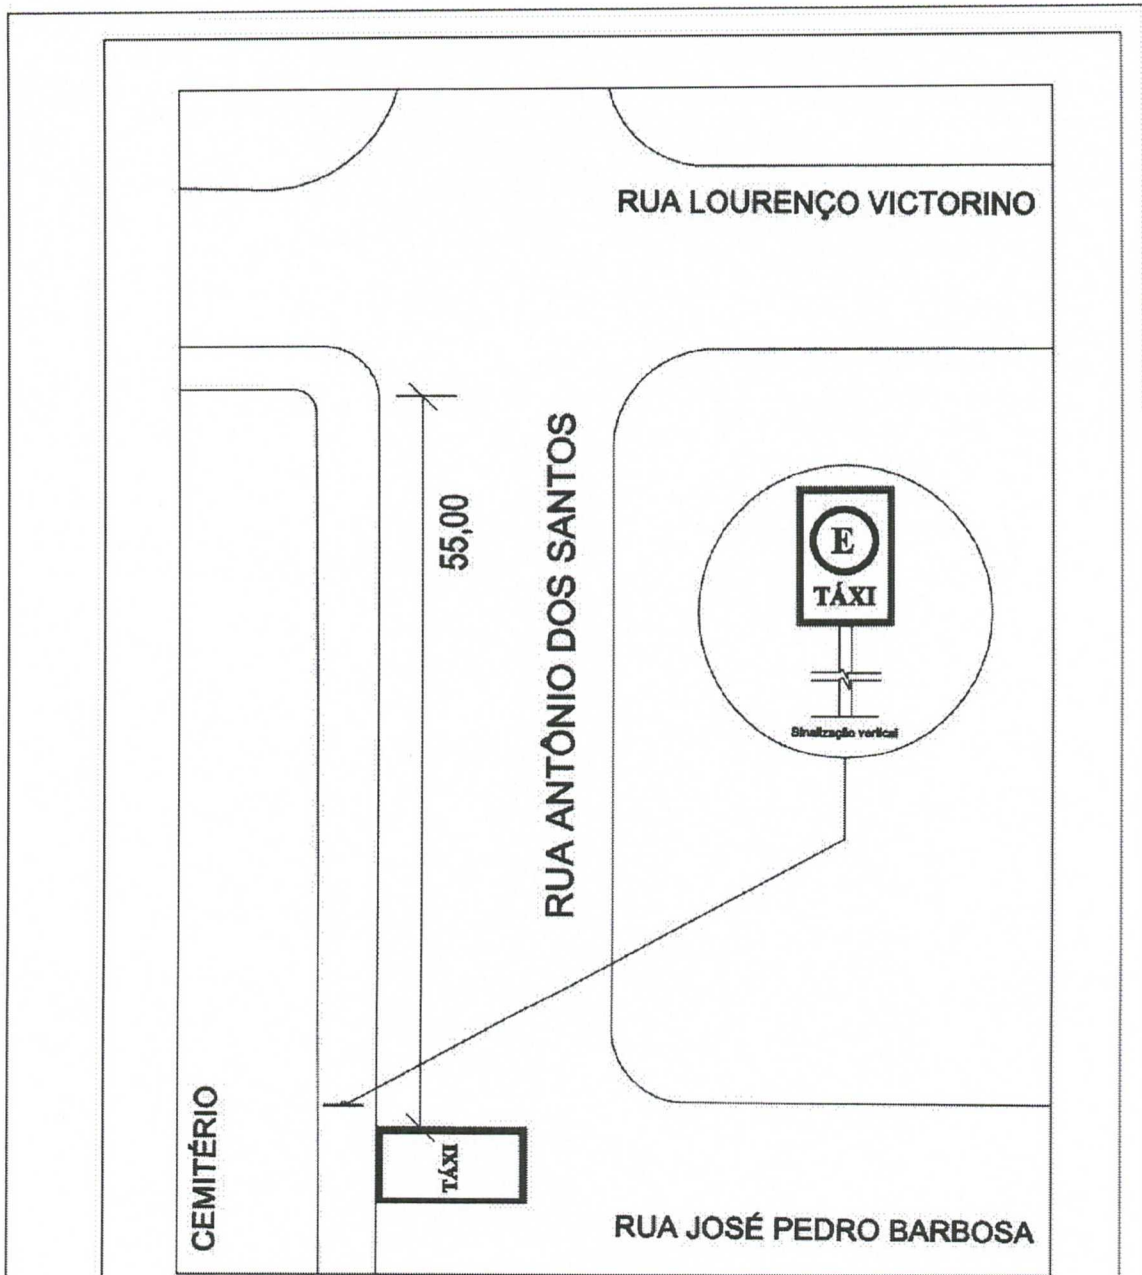 RUA LOURENÇO VICTORINO
55,00
RUA ANTÔNIO DOS SANTOS
E
TÁXI
Sinalização vertical
CEMITÉRIO
TÁXI
RUA JOSÉ PEDRO BARBOSA